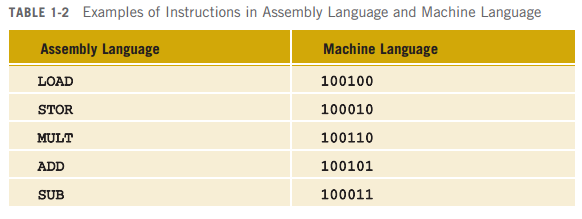 TABLE 1-2 Examples of Instructions in Assembly Language and Machine Language
Assembly Language Machine Language
LOAD 100100
STOR 100010
MULT 100110
ADD 100101
SUB 100011